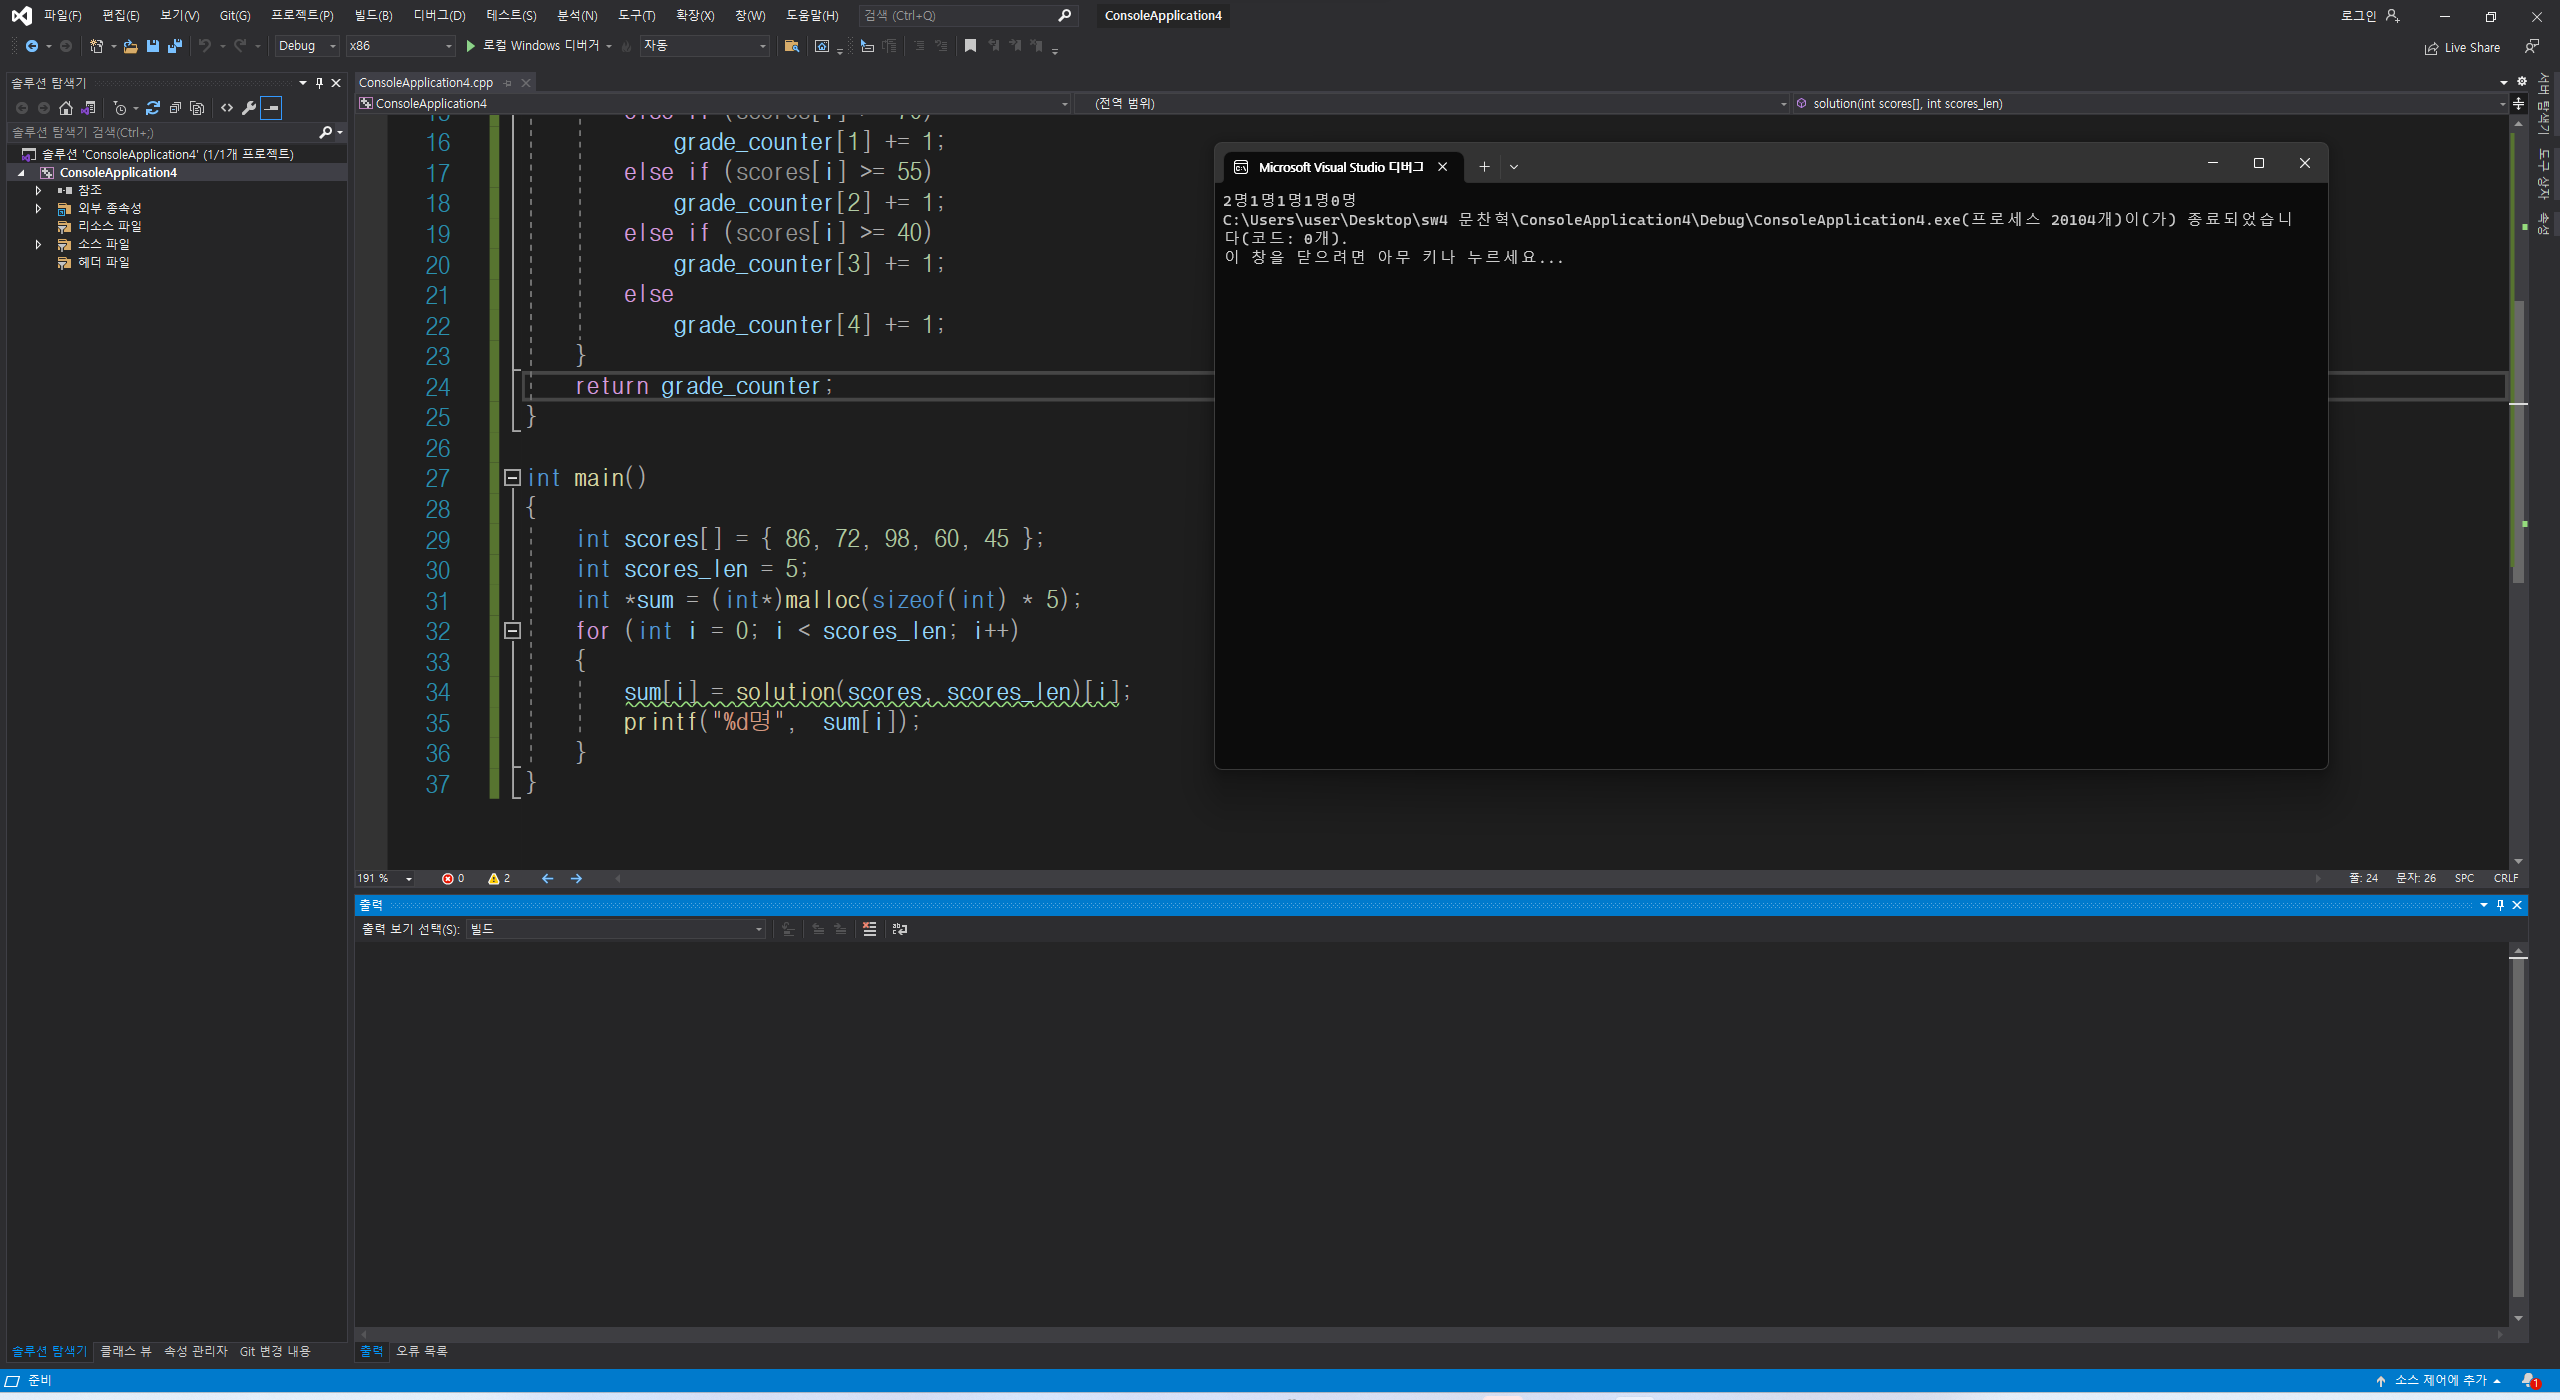 파일(F) 편집(E) 보기(V) Git(G) 프로젝트(P) 빌드(B) 디버그(D) 테스트(S) 분석(N) 도구(T) 확장(X) 창(W) 도움말(H) 검색 (Ctrl+Q) ConsoleApplication4 로그인
Debug x86 로컬 Windows 디버거 자동 Live Share
솔루션 탐색기
솔루션 탐색기 검색(Ctrl+;)
솔루션 'ConsoleApplication4' (1/1개 프로젝트)
ConsoleApplication4
참조
외부 종속성
리소스 파일
소스 파일
헤더 파일
ConsoleApplication4.cpp
ConsoleApplication4 (전역 범위) solution(int scores[], int scores_len)
16 grade_counter[1] += 1;
17 else if (scores[i] >= 55)
18 grade_counter[2] += 1;
19 else if (scores[i] >= 40)
20 grade_counter[3] += 1;
21 else
22 grade_counter[4] += 1;
23 }
24 return grade_counter;
25 }
26
27 int main()
28 {
29 int scores[] = { 86, 72, 98, 60, 45 };
30 int scores_len = 5;
31 int *sum = (int*)malloc(sizeof(int) * 5);
32 for (int i = 0; i < scores_len; i++)
33 {
34 sum[i] = solution(scores, scores_len)[i];
35 printf("%d명", sum[i]);
36 }
37 }
Microsoft Visual Studio 디버그
2명1명1명1명0명
C:\Users\user\Desktop\sw4 문찬혁\ConsoleApplication4\Debug\ConsoleApplication4.exe(프로세스 20104개)이(가) 종료되었습니
다(코드: 0개).
이 창을 닫으려면 아무 키나 누르세요...
서버 탐색기
도구 상자
속성
191 % 0 2 줄: 24 문자: 26 SPC CRLF
출력
출력 보기 선택(S): 빌드
솔루션 탐색기 클래스 뷰 속성 관리자 Git 변경 내용 출력 오류 목록
준비 소스 제어에 추가 1